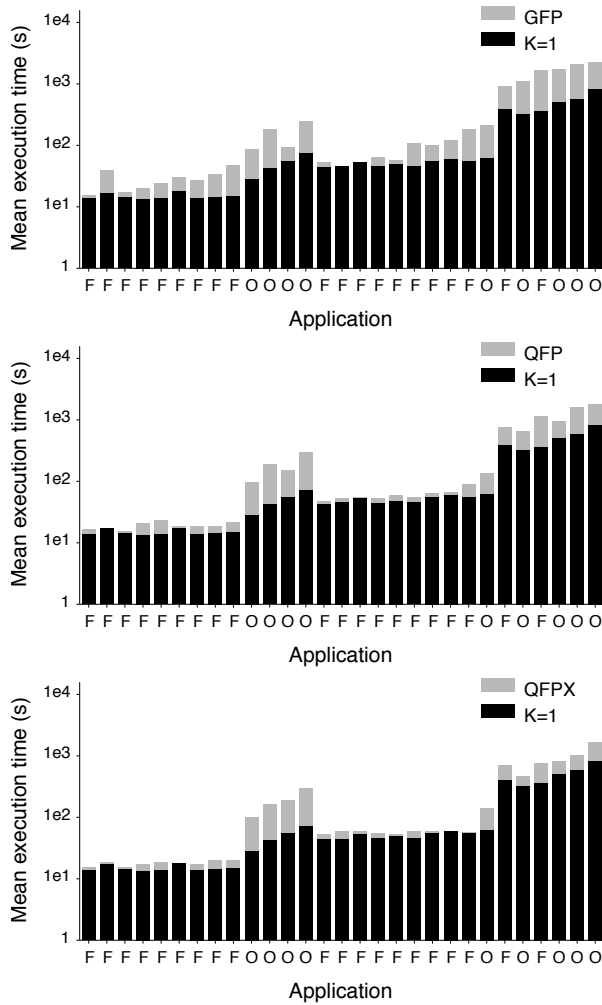 GFP
K=1
Mean execution time (s)
1e4
1e3
1e2
1e1
1
F F F F F F F F F O O O O F F F F F F F F F O F O F O O O
Application
QFP
K=1
Mean execution time (s)
1e4
1e3
1e2
1e1
1
F F F F F F F F F O O O O F F F F F F F F F O F O F O O O
Application
QFPX
K=1
Mean execution time (s)
1e4
1e3
1e2
1e1
1
F F F F F F F F F O O O O F F F F F F F F F O F O F O O O
Application